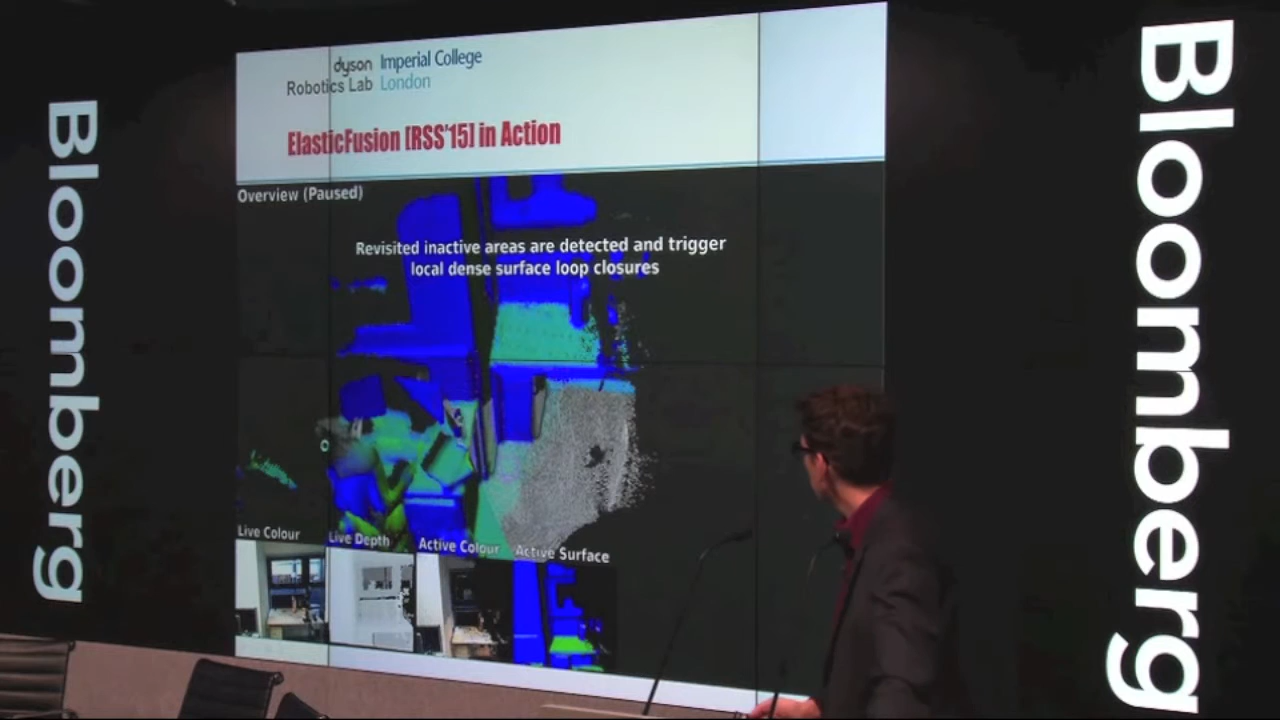 Bloomberg
dyson Imperial College
Robotics Lab London
ElasticFusion [RSS'15] in Action
Overview (Paused)
Revisited inactive areas are detected and trigger
local dense surface loop closures
Live Colour
Live Depth
Active Colour
Active Surface
Bloomberg